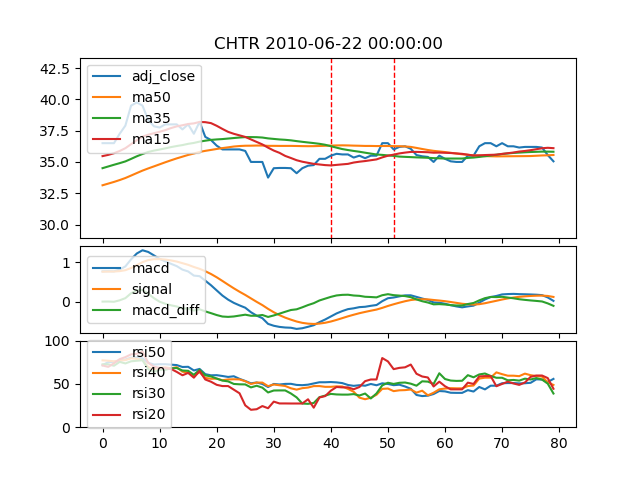 CHTR 2010-06-22 00:00:00
42.5
40.0
37.5
35.0
32.5
30.0
adj_close
ma50
ma35
ma15
1
0
macd
signal
macd_diff
100
50
0
rsi50
rsi40
rsi30
rsi20
0 10 20 30 40 50 60 70 80